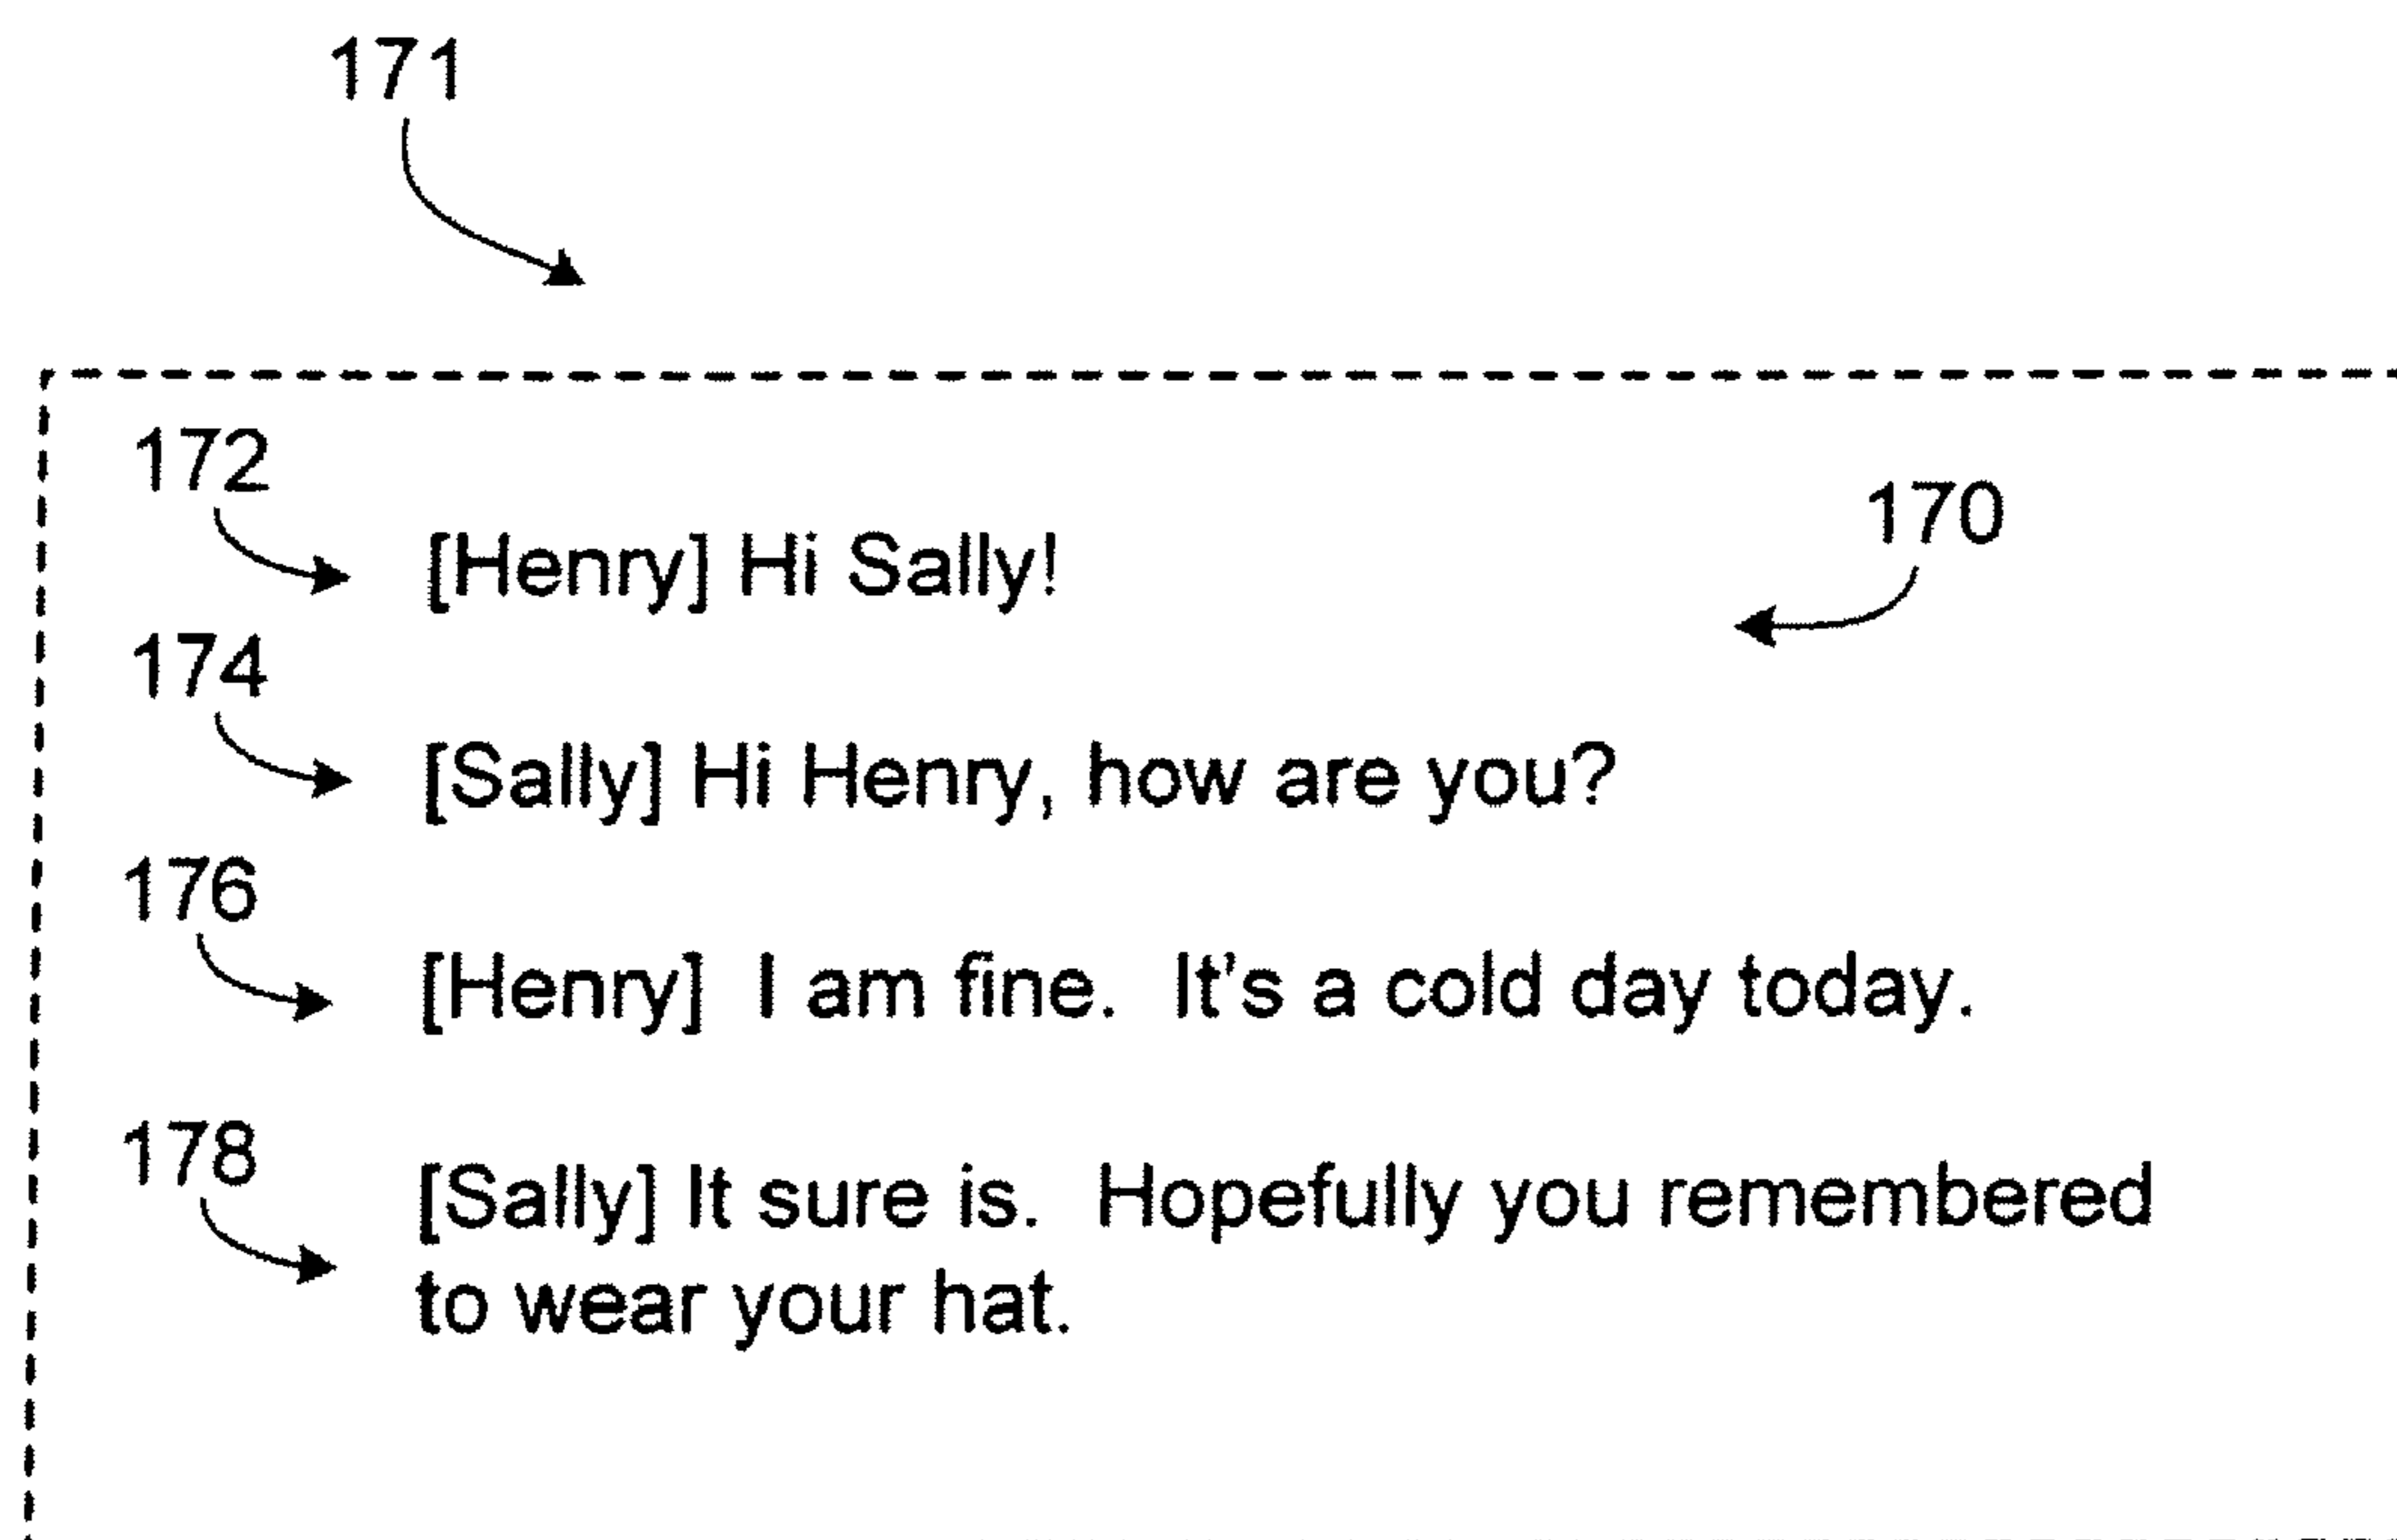 171
172
170
[Henry] Hi Sally!
174
[Sally] Hi Henry, how are you?
176
[Henry]  I am fine.  It's a cold day today.
178
[Sally] It sure is.  Hopefully you remembered
to wear your hat.